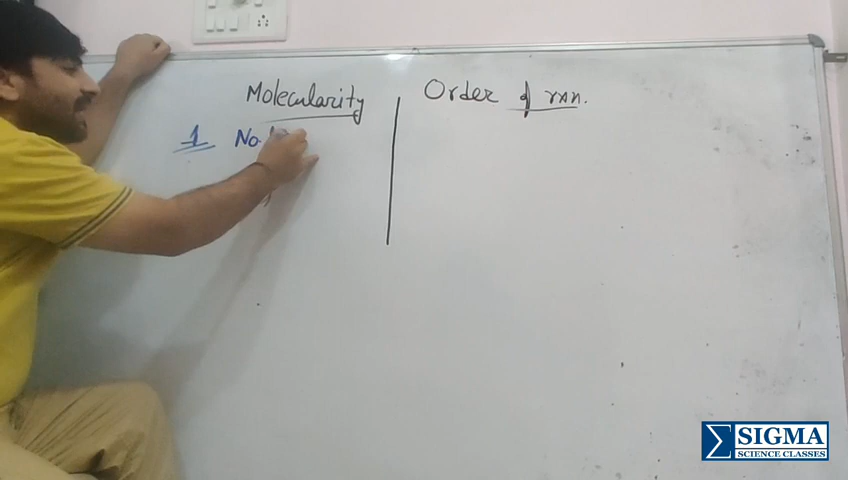 Molecularity Order of rxn.
1 No.
SIGMA
SCIENCE CLASSES